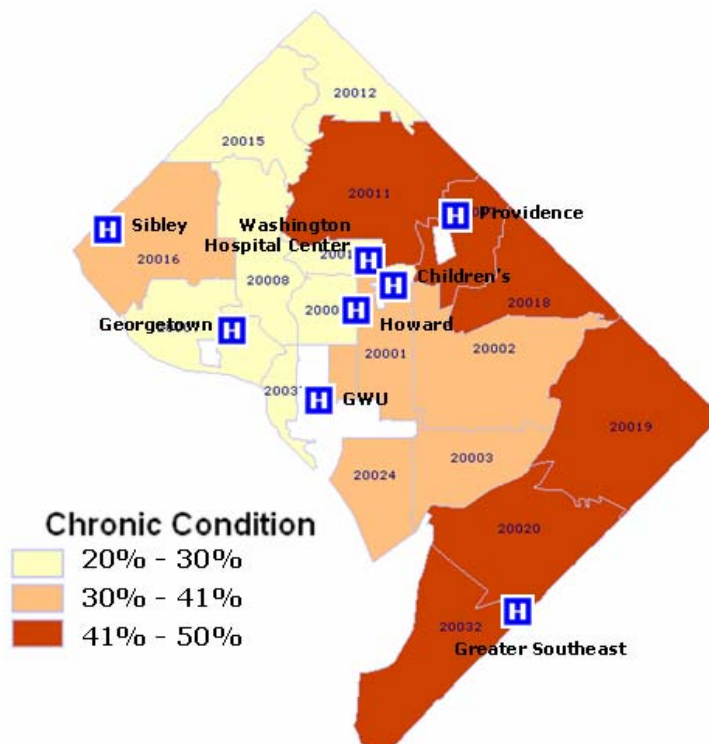 20012
20015
20011
Providence
Sibley
Washington
Hospital Center
20016
20008
Children's
20018
Georgetown
Howard
20001
20002
GWU
20019
20024
20003
Chronic Condition
20% - 30%
30% - 41%
41% - 50%
20020
20032
Greater Southeast
H
H
H
H
H
H
H
H